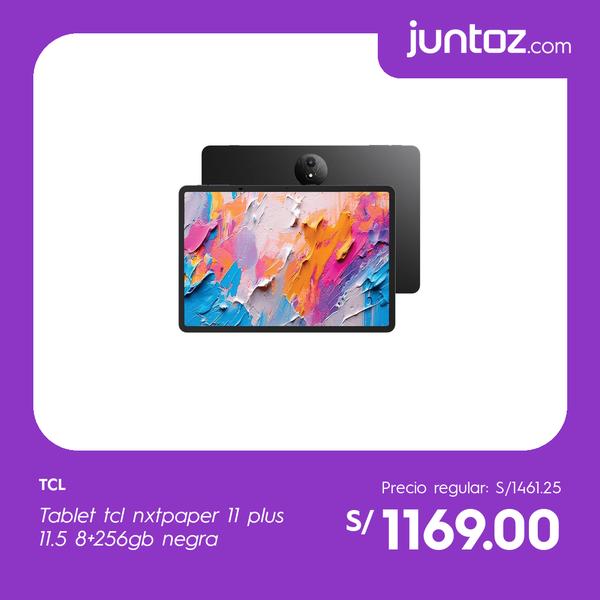 juntoz.com
TCL
Tablet tcl nxtpaper 11 plus
11.5 8+256gb negra
Precio regular: S/1461.25
S/ 1169.00